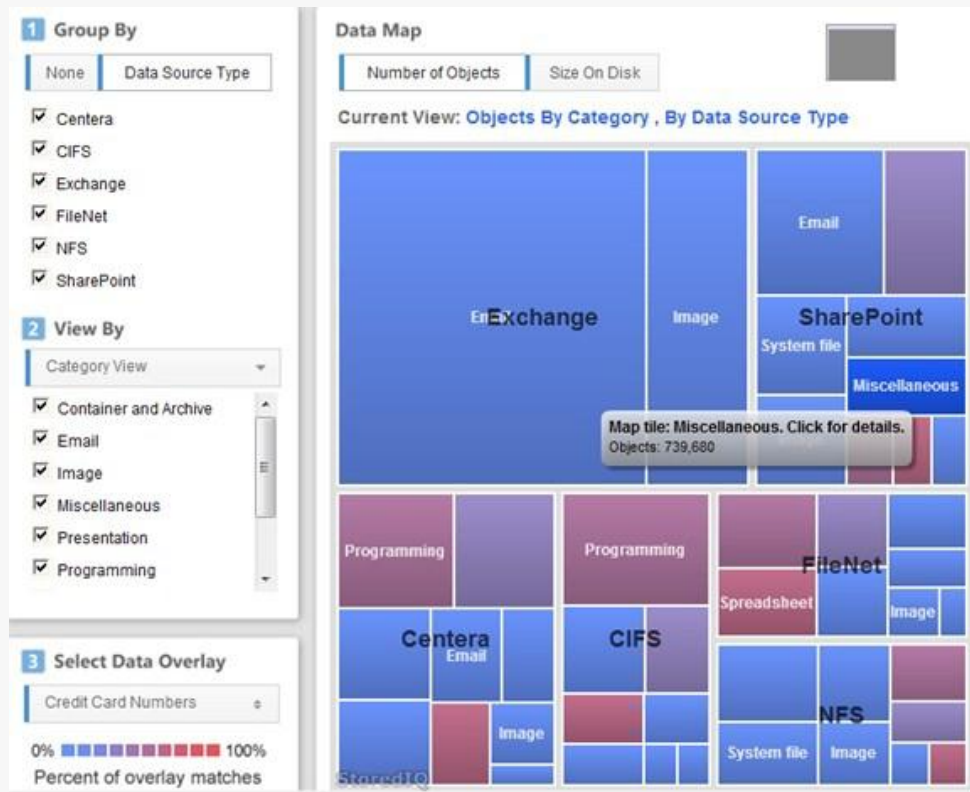 1 Group By
None Data Source Type
Centera
CIFS
Exchange
FileNet
NFS
SharePoint
2 View By
Category View
Container and Archive
Email
Image
Miscellaneous
Presentation
Programming
3 Select Data Overlay
Credit Card Numbers
0% 100%
Percent of overlay matches
Data Map
Number of Objects Size On Disk
Current View: Objects By Category , By Data Source Type
Email
Exchange
Image
SharePoint
System file
Miscellaneous
Map tile: Miscellaneous. Click for details.
Objects: 739,680
Programming
Centera
Email
Image
Programming
CIFS
FileNet
Spreadsheet
Image
NFS
System file
Image
StoredIQ